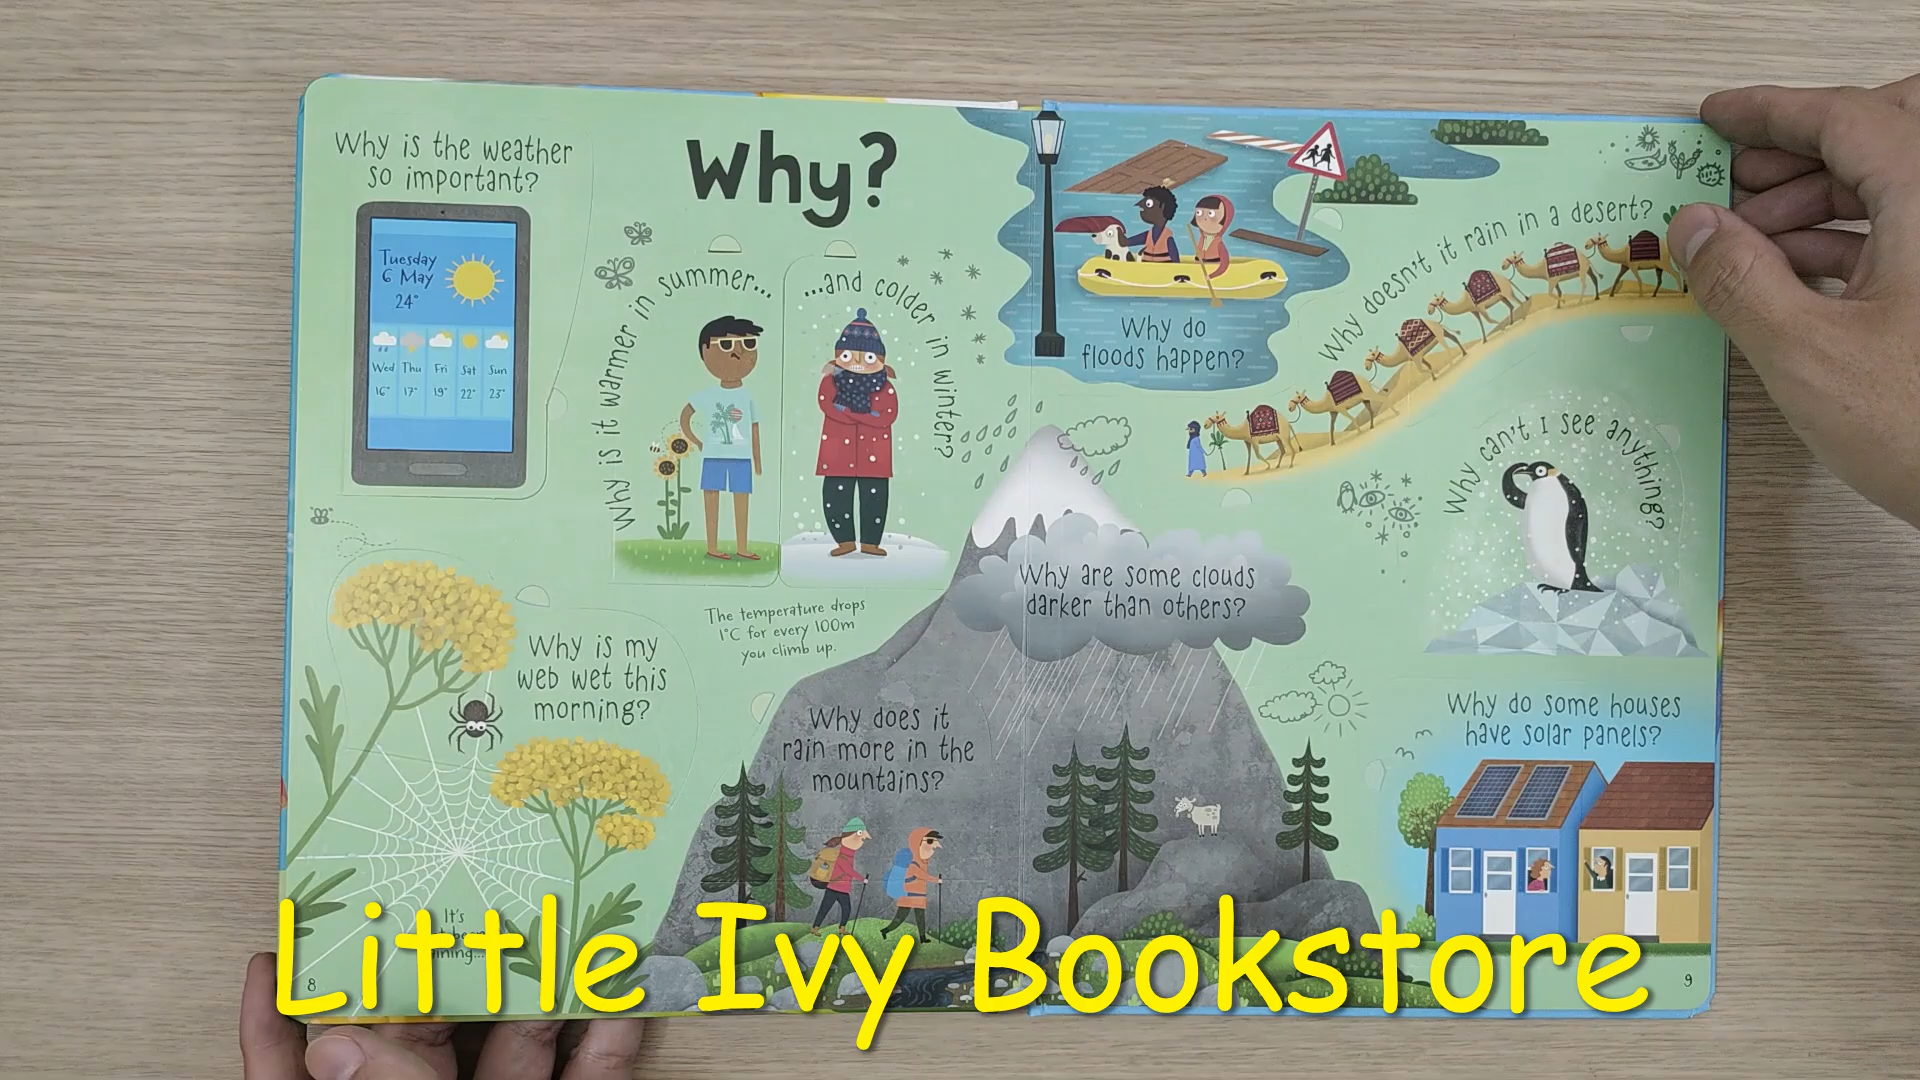 Why is the weather
so important?
Tuesday
6 May
24°
Wed Thu Fri Sat Sun
16° 17° 19° 22° 23°
Why?
Why is it warmer in summer...
...and colder in winter?
The temperature drops
1°C for every 100m
you climb up.
Why is my
web wet this
morning?
It's
8
Why does it
rain more in the
mountains?
Why are some clouds
darker than others?
Why do
floods happen?
Why doesn't it rain in a desert?
Why can't I see anything?
Why do some houses
have solar panels?
9
Little Ivy Bookstore